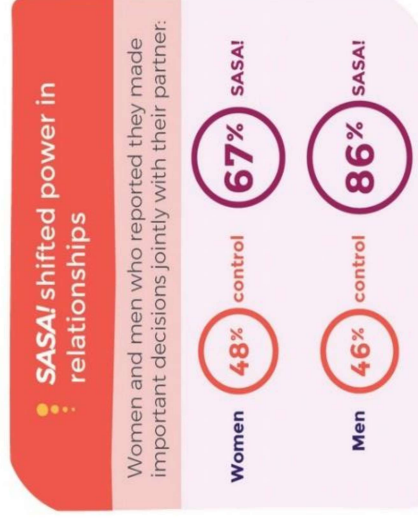 SASA! shifted power in
relationships
Women and men who reported they made
important decisions jointly with their partner:
Women 48% control 67% SASA!
Men 46% control 86% SASA!